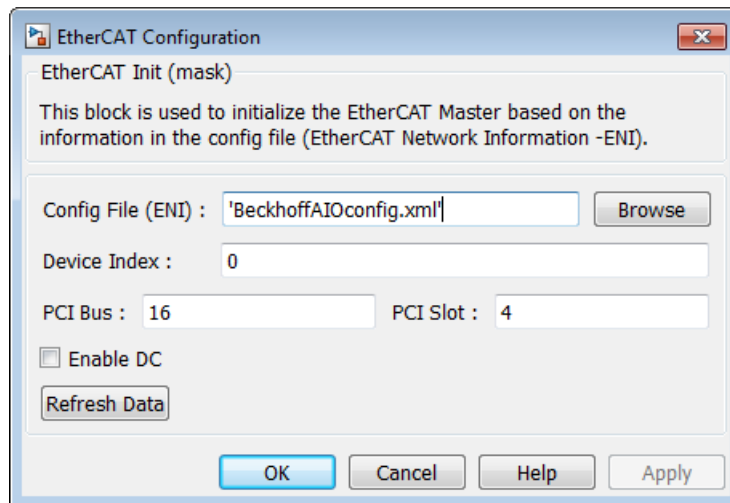 EtherCAT Configuration
EtherCAT Init (mask)
This block is used to initialize the EtherCAT Master based on the
information in the config file (EtherCAT Network Information -ENI).
Config File (ENI) : 'BeckhoffAIOconfig.xml' Browse
Device Index : 0
PCI Bus : 16 PCI Slot : 4
Enable DC
Refresh Data
OK Cancel Help Apply